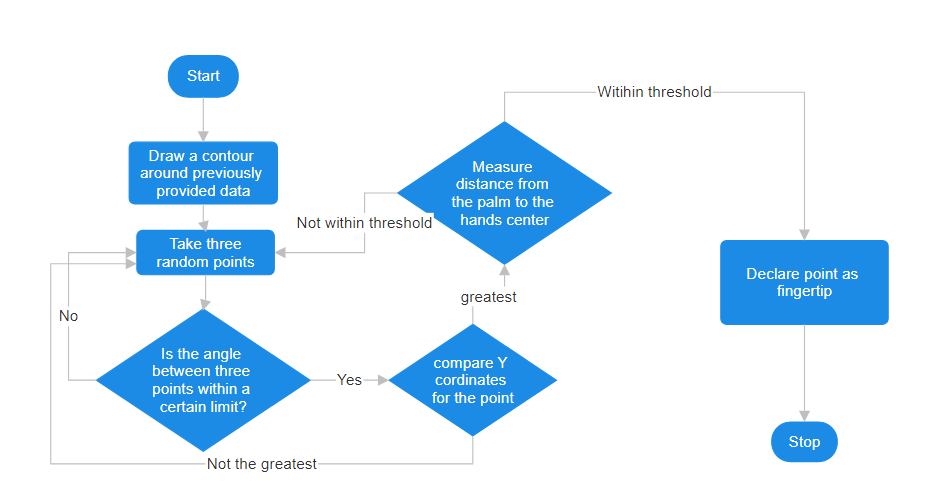 Start
Draw a contour
around previously
provided data
Take three
random points
Is the angle
between three
points within a
certain limit?
No
Yes
compare Y
cordinates
for the point
Not the greatest
greatest
Measure
distance from
the palm to the
hands center
Not within threshold
Witihin threshold
Declare point as
fingertip
Stop